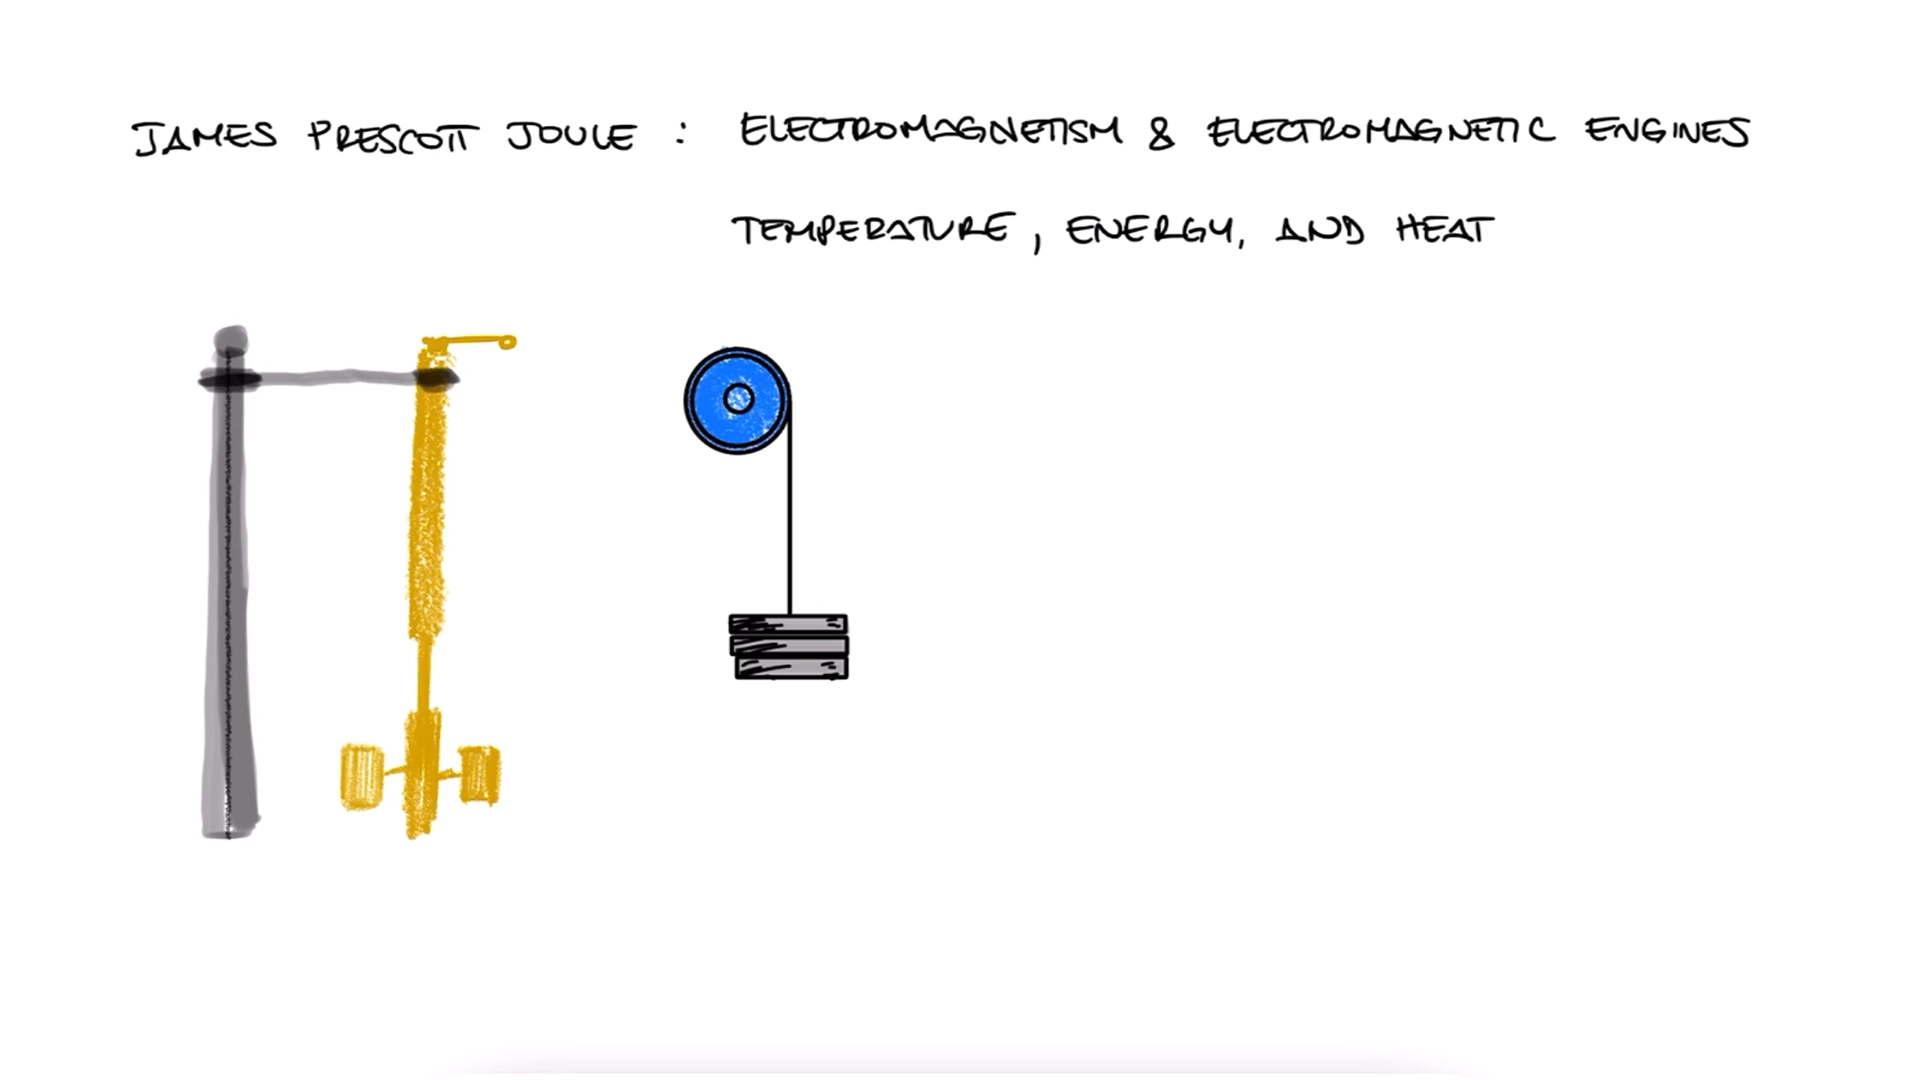 JAMES PRESCOTT JOULE : ELECTROMAGNETISM & ELECTROMAGNETIC ENGINES
TEMPERATURE, ENERGY, AND HEAT